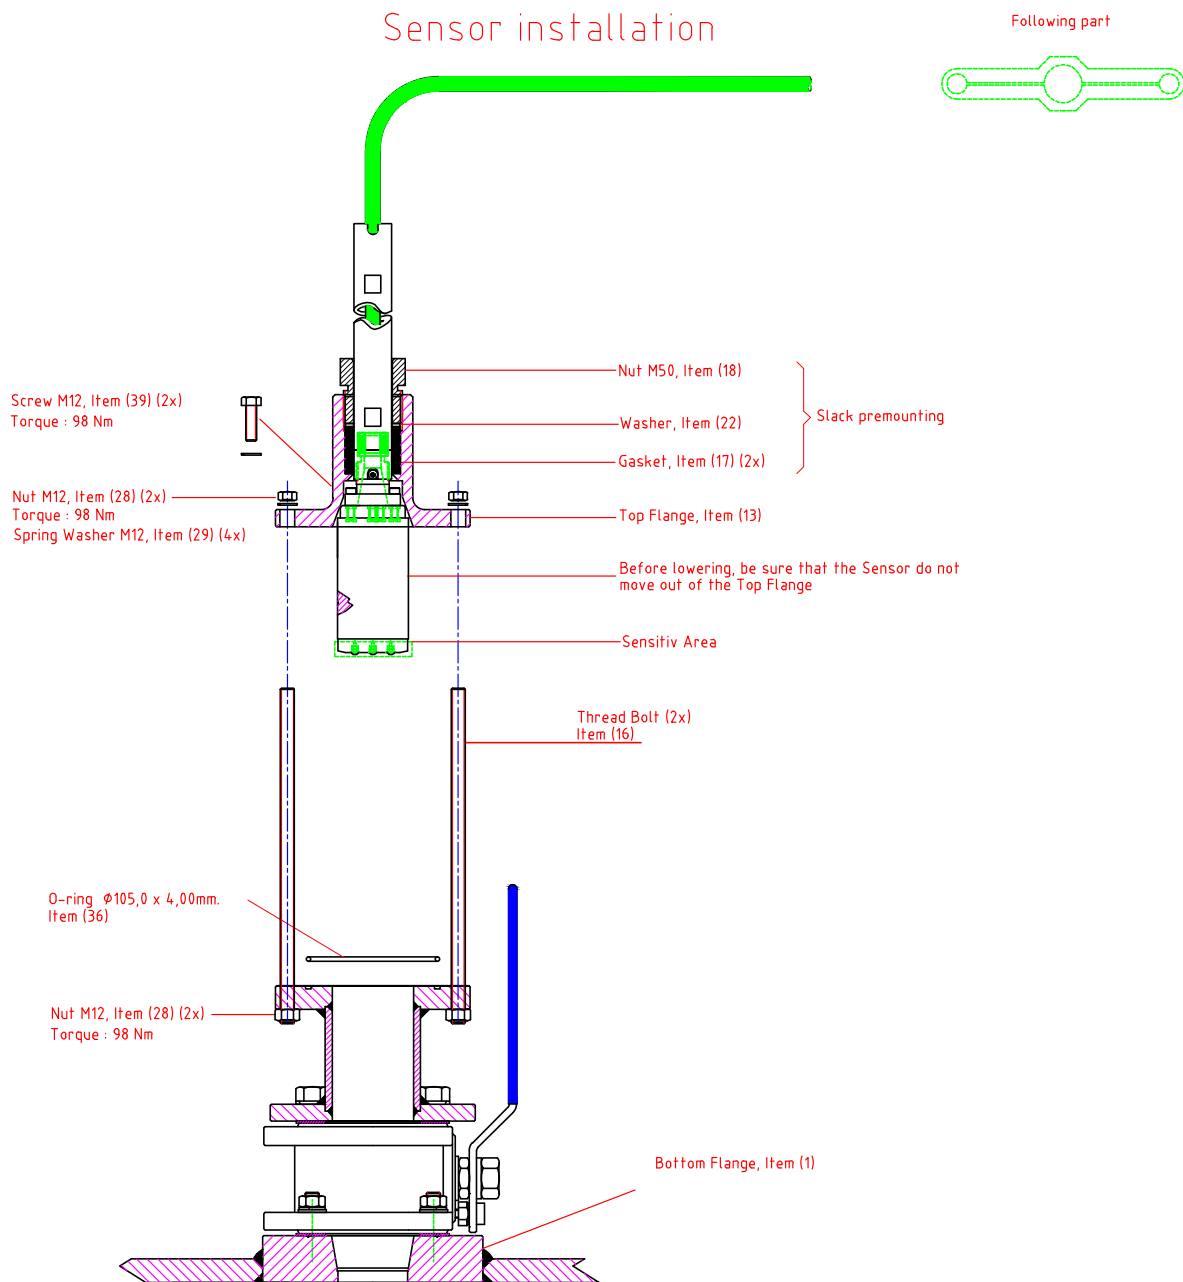 Sensor installation
Following part
Nut M50, Item (18)
Screw M12, Item (39) (2x)
Torque : 98 Nm
Slack premounting
Washer, Item (22)
Gasket, Item (17) (2x)
Nut M12, Item (28) (2x)
Torque : 98 Nm
Spring Washer M12, Item (29) (4x)
Top Flange, Item (13)
Before lowering, be sure that the Sensor do not
move out of the Top Flange
Sensitiv Area
Thread Bolt (2x)
Item (16)
O-ring Ø105,0 x 4,00mm.
Item (36)
Nut M12, Item (28) (2x)
Torque : 98 Nm
Bottom Flange, Item (1)